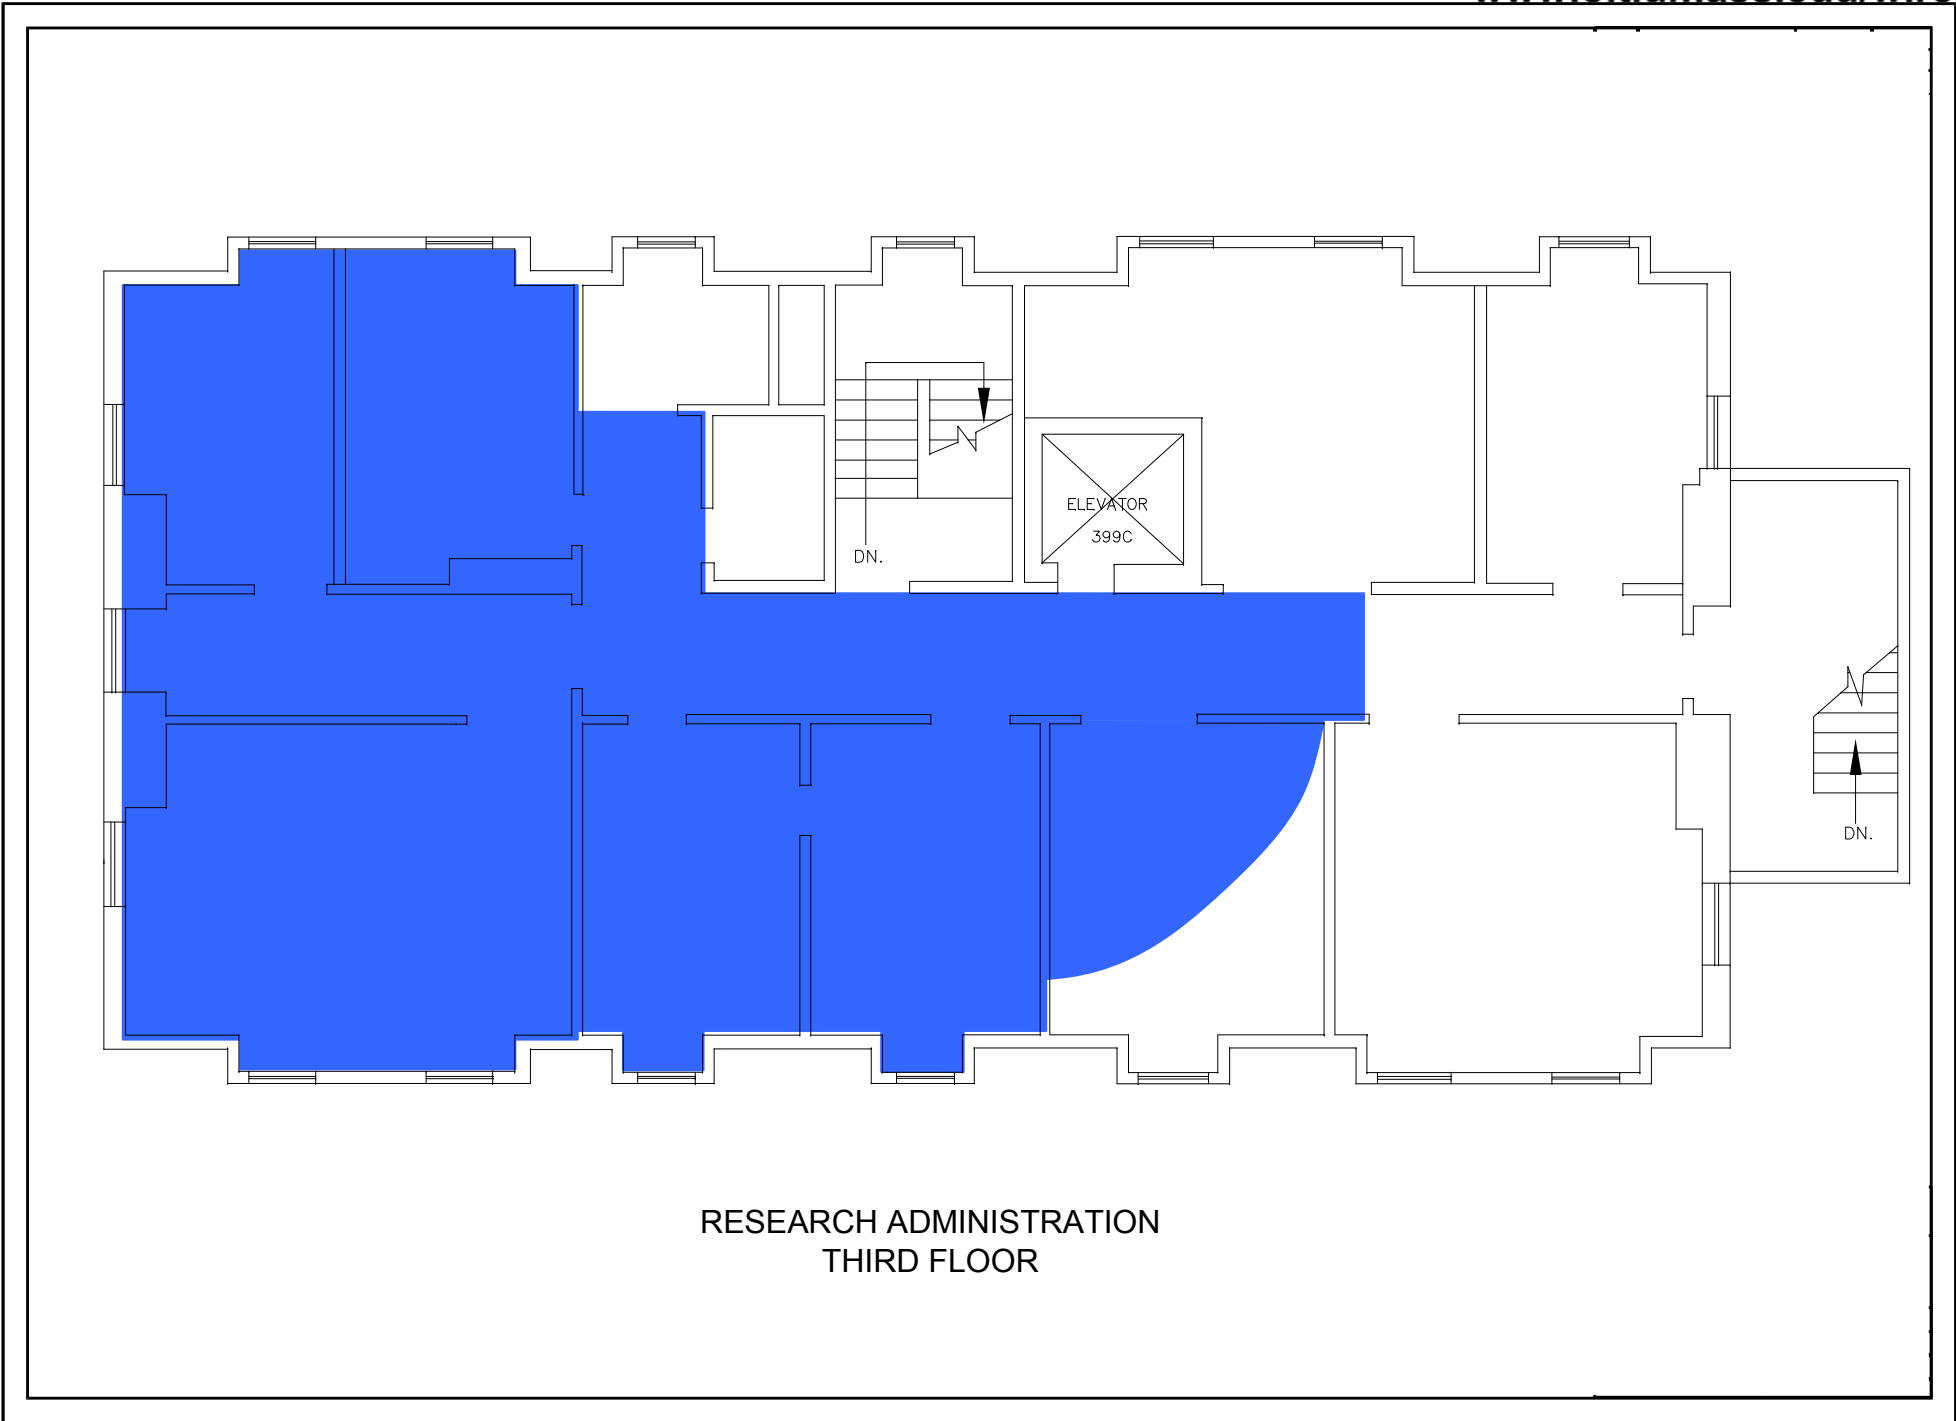 ELEVATOR
399C
DN.
DN.
RESEARCH ADMINISTRATION
THIRD FLOOR